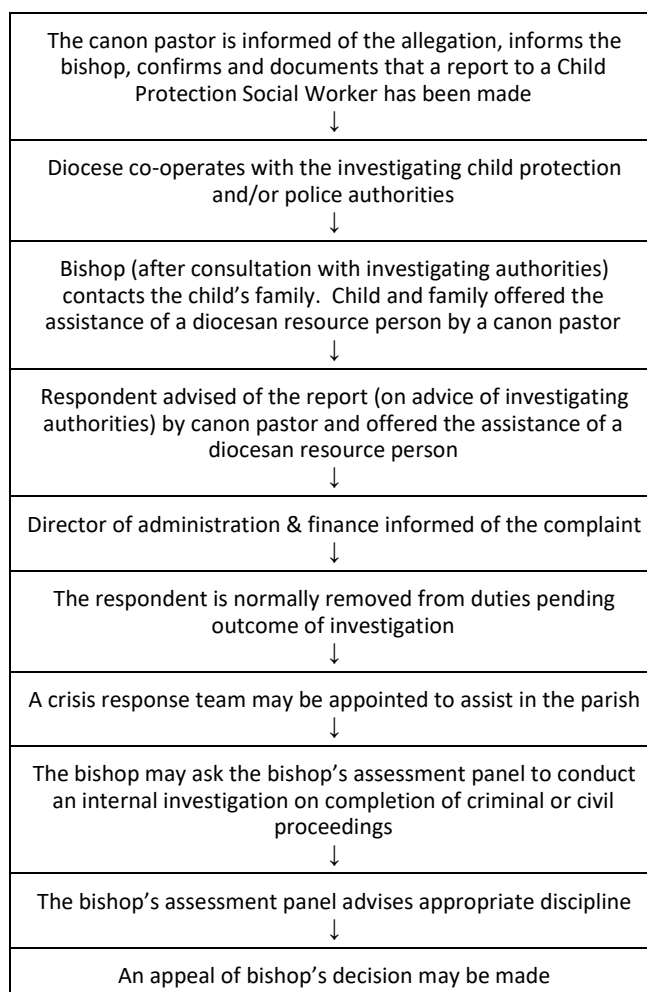 The canon pastor is informed of the allegation, informs the
bishop, confirms and documents that a report to a Child
Protection Social Worker has been made
↓
Diocese co-operates with the investigating child protection
and/or police authorities
↓
Bishop (after consultation with investigating authorities)
contacts the child’s family.  Child and family offered the
assistance of a diocesan resource person by a canon pastor
↓
Respondent advised of the report (on advice of investigating
authorities) by canon pastor and offered the assistance of a
diocesan resource person
↓
Director of administration & finance informed of the complaint
↓
The respondent is normally removed from duties pending
outcome of investigation
↓
A crisis response team may be appointed to assist in the parish
↓
The bishop may ask the bishop’s assessment panel to conduct
an internal investigation on completion of criminal or civil
proceedings
↓
The bishop’s assessment panel advises appropriate discipline
↓
An appeal of bishop’s decision may be made